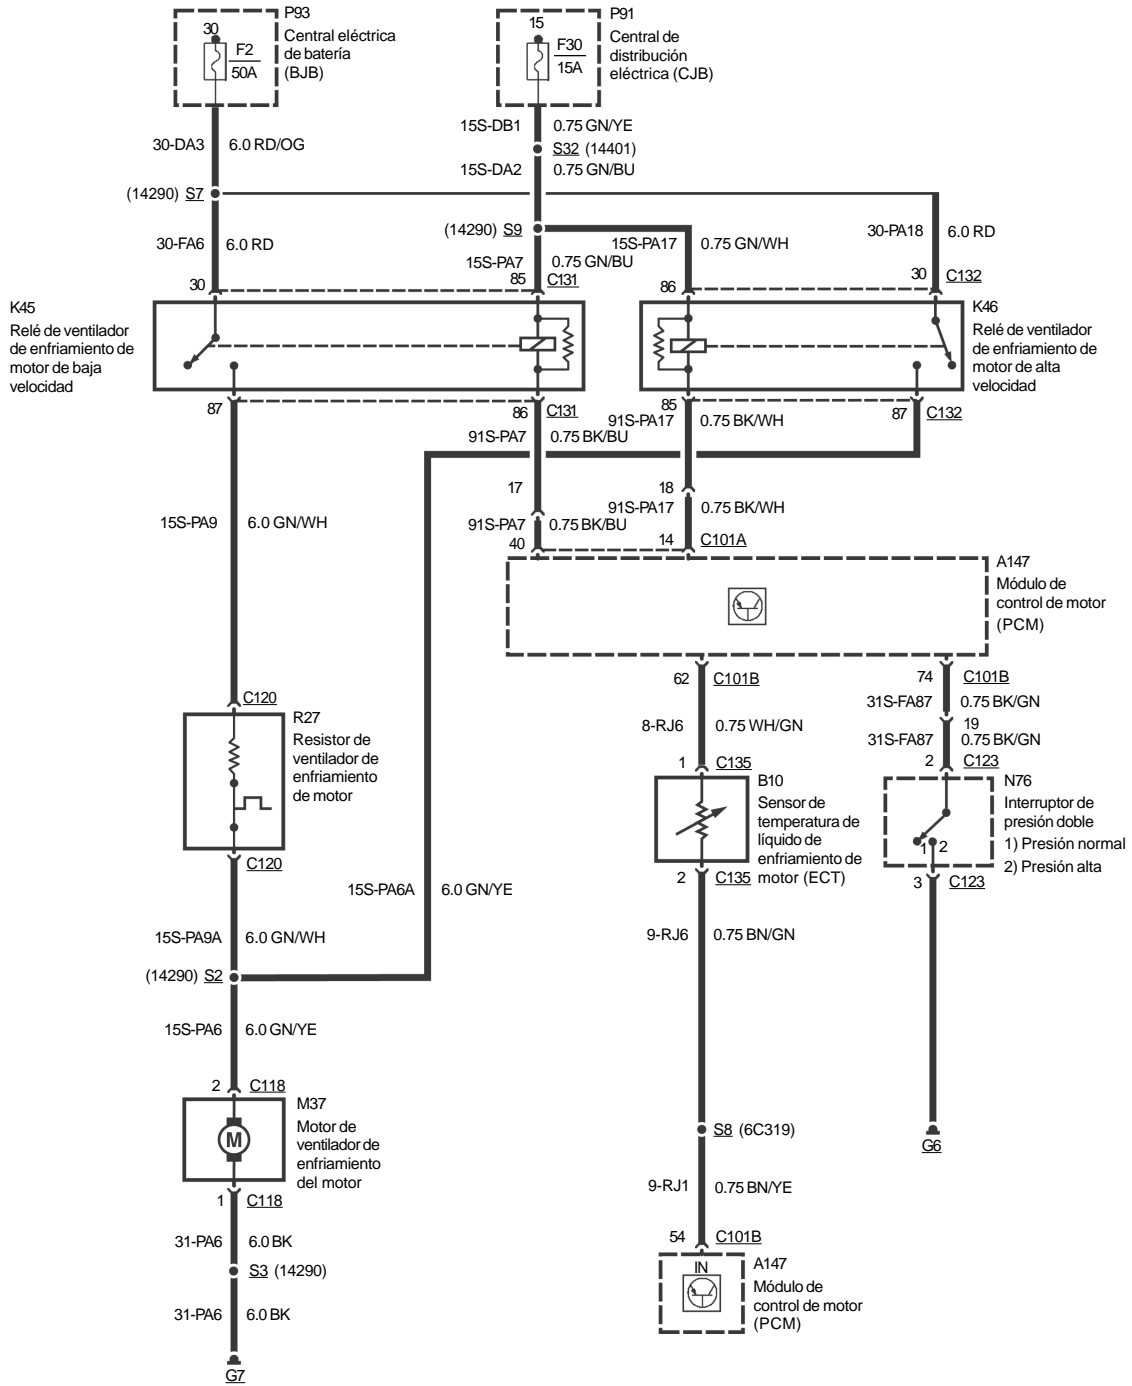 P93
30
Central eléctrica
de batería
(BJB)
F2
50A
P91
15
Central de
distribución
eléctrica (CJB)
F30
15A
15S-DB1 0.75 GN/YE
S32 (14401)
15S-DA2 0.75 GN/BU
30-DA3 6.0 RD/OG
(14290) S7
(14290) S9
30-FA6 6.0 RD
15S-PA17 0.75 GN/WH
30-PA18 6.0 RD
15S-PA7 0.75 GN/BU
30
85 C131
86
30 C132
K45
Relé de ventilador
de enfriamiento de
motor de baja
velocidad
K46
Relé de ventilador
de enfriamiento de
motor de alta
velocidad
87
86 C131
85
87 C132
91S-PA7 0.75 BK/BU
91S-PA17 0.75 BK/WH
17
18
91S-PA7 0.75 BK/BU
91S-PA17 0.75 BK/WH
40
14 C101A
15S-PA9 6.0 GN/WH
A147
Módulo de
control de motor
(PCM)
62 C101B
74 C101B
31S-FA87 0.75 BK/GN
19
31S-FA87 0.75 BK/GN
8-RJ6 0.75 WH/GN
1 C135
2 C123
C120
R27
Resistor de
ventilador de
enfriamiento
de motor
C120
B10
Sensor de
temperatura de
líquido de
enfriamiento de
motor (ECT)
2 C135
N76
Interruptor de
presión doble
1) Presión normal
2) Presión alta
1 2
3 C123
15S-PA6A 6.0 GN/YE
15S-PA9A 6.0 GN/WH
9-RJ6 0.75 BN/GN
(14290) S2
15S-PA6 6.0 GN/YE
2 C118
M37
Motor de
ventilador de
enfriamiento
del motor
M
1 C118
S8 (6C319)
G6
9-RJ1 0.75 BN/YE
31-PA6 6.0 BK
S3 (14290)
31-PA6 6.0 BK
G7
54 C101B
IN
A147
Módulo de
control de motor
(PCM)